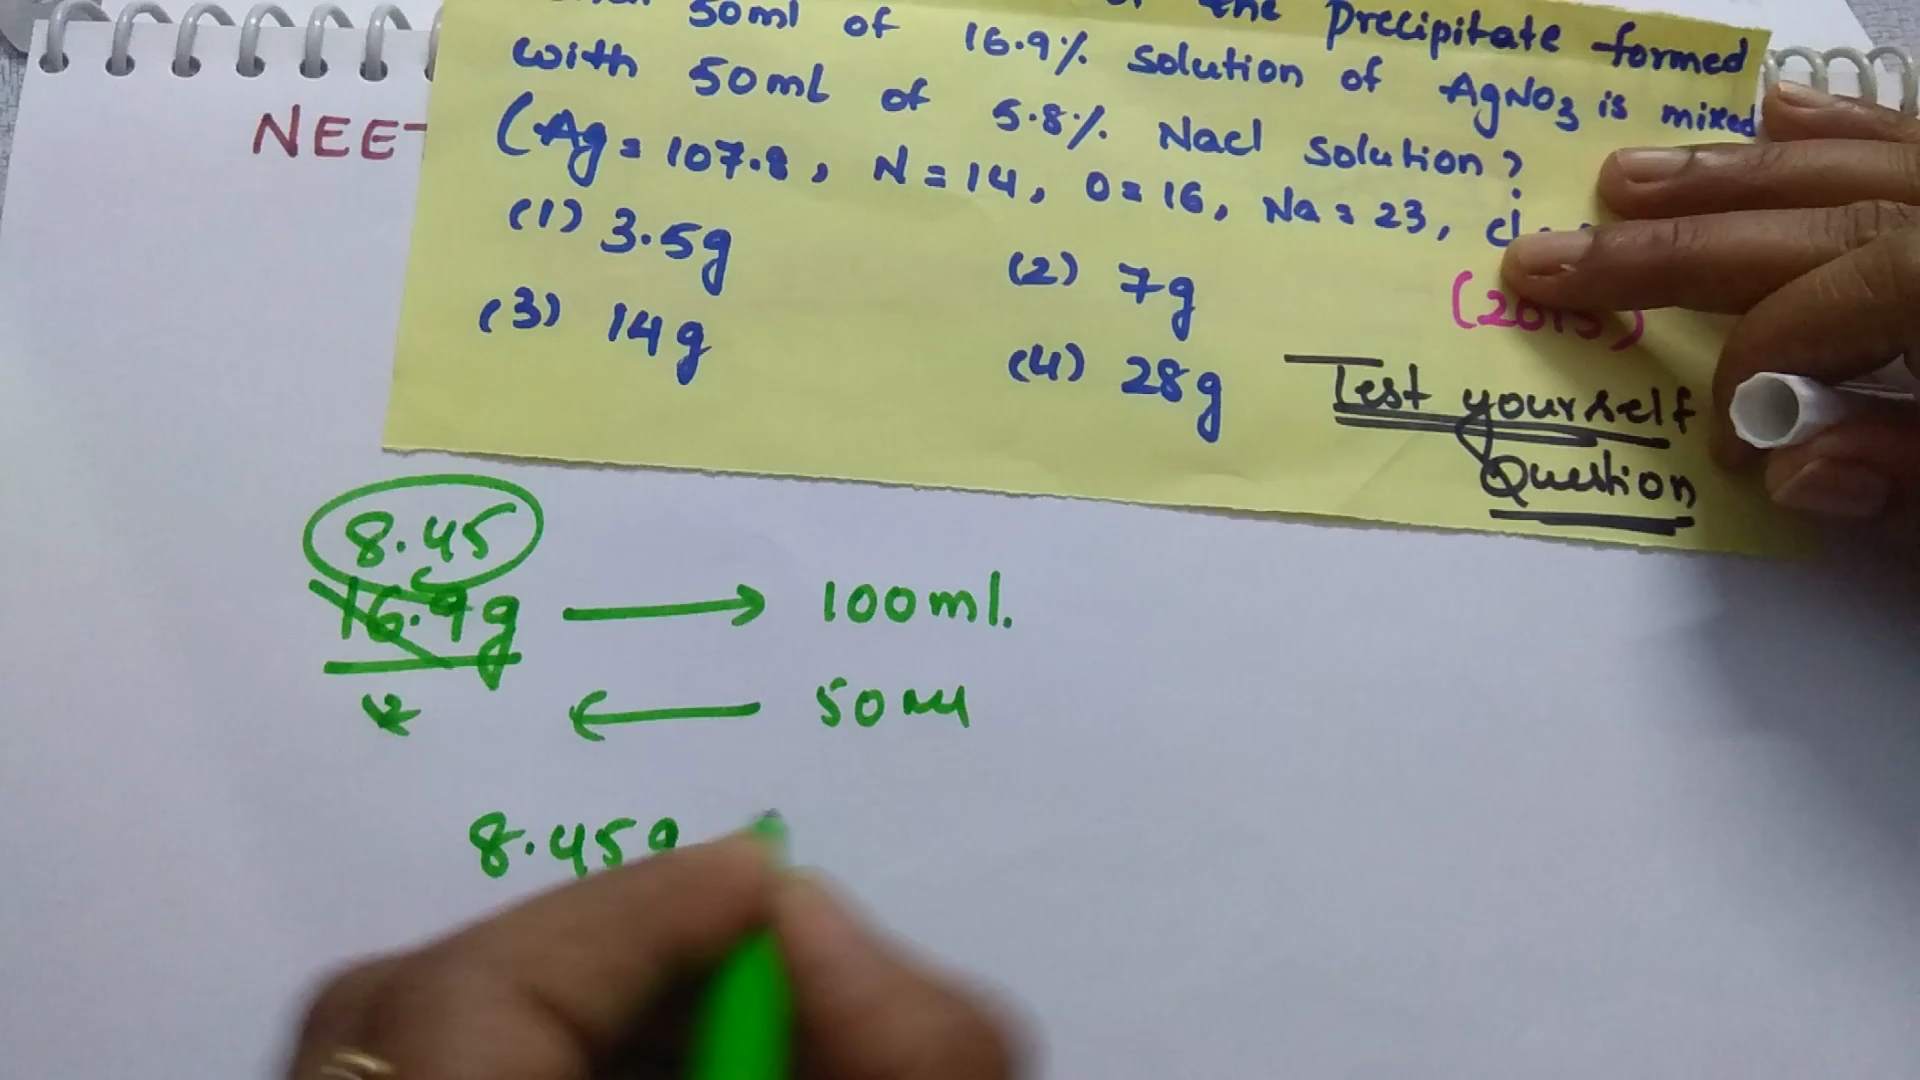 the Precipitate formed
50ml of 16.9% solution of AgNO3 is mixed
with 50ml of 5.8% Nacl solution?
(Ag = 107.8, N = 14, O = 16, Na = 23, cl
(1) 3.5g (2) 7g
(3) 14g (4) 28g
Test yourself
Question
NEET
8.45
16.9g → 100ml.
2 ← 50ml
8.45g